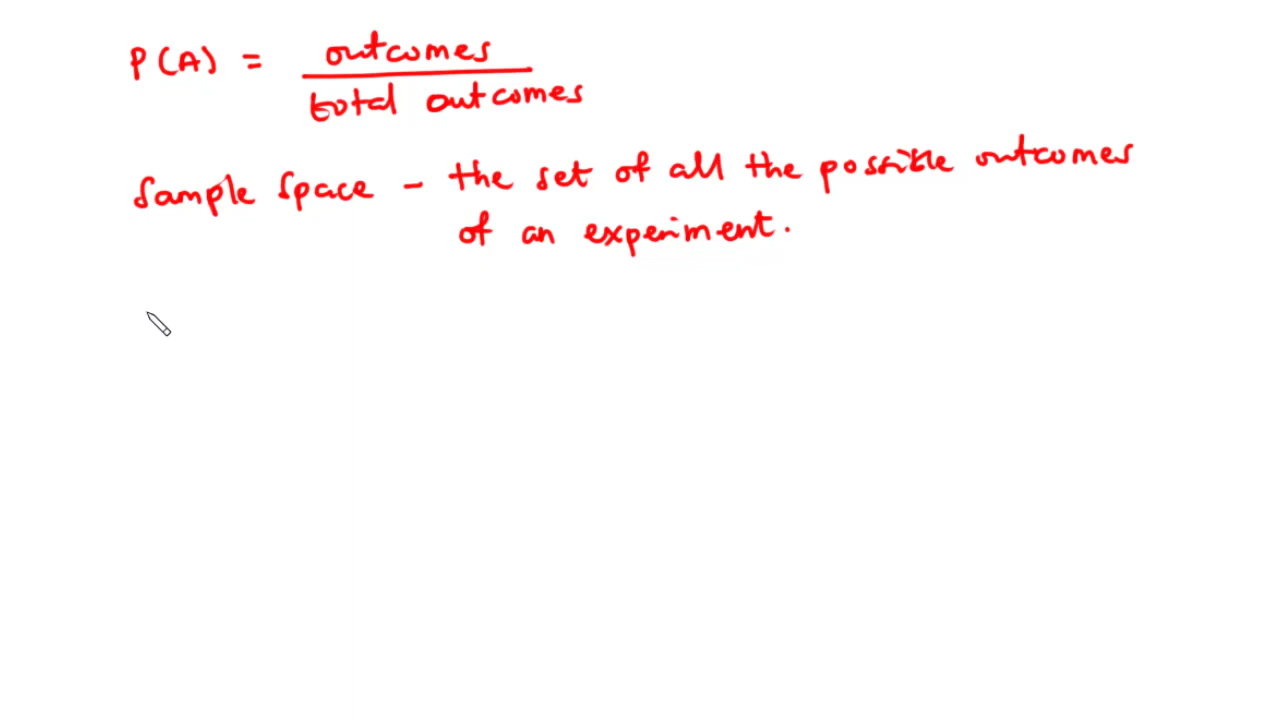 P(A) = outcomes / total outcomes
Sample space - the set of all the possible outcomes
of an experiment.